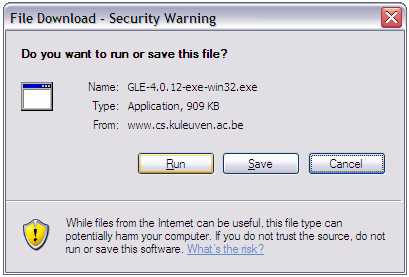 File Download - Security Warning
Do you want to run or save this file?
Name: GLE-4.0.12-exe-win32.exe
Type: Application, 909 KB
From: www.cs.kuleuven.ac.be
Run Save Cancel
While files from the Internet can be useful, this file type can
potentially harm your computer. If you do not trust the source, do not
run or save this software. What's the risk?